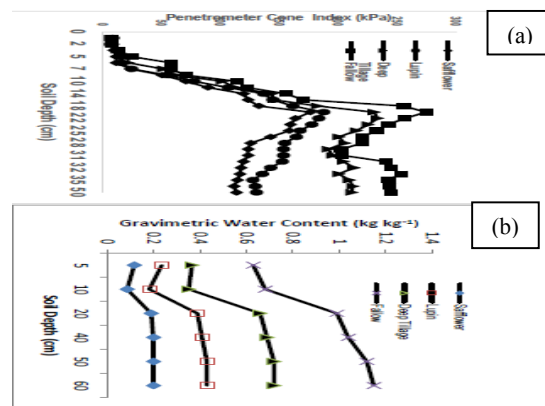 Penetrometer Cone Index (kPa)
(a)
0
300
0
2
5
7
10
14
18
22
25
28
31
32
35
50
Soil Depth (cm)
Fallow
Deep Tillage
Lupin
Safflower
Gravimetric Water Content (kg kg⁻¹)
(b)
0
0.2
0.4
0.6
0.8
1
1.2
1.4
5
10
20
40
50
60
Soil Depth (cm)
Fallow
Deep Tillage
Lupin
Safflower